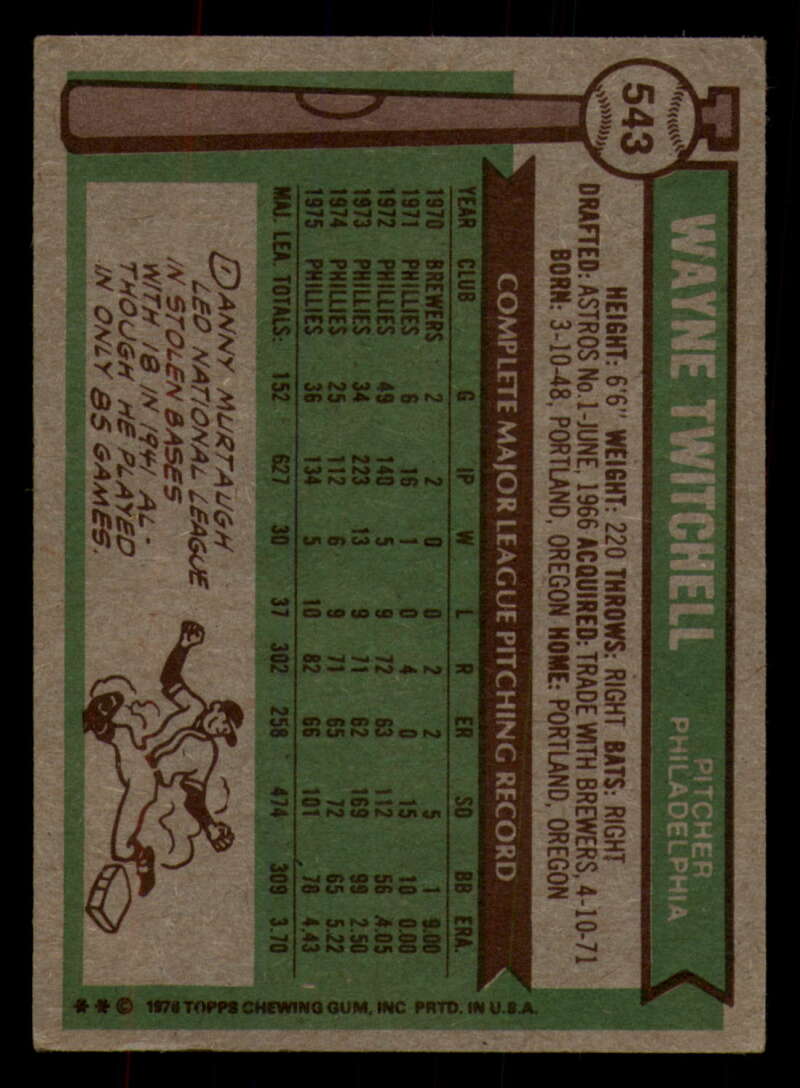 543
WAYNE TWITCHELL
PITCHER
PHILADELPHIA
HEIGHT: 6'6" WEIGHT: 220 THROWS: RIGHT BATS: RIGHT
DRAFTED: ASTROS No.1-JUNE, 1966 ACQUIRED: TRADE WITH BREWERS, 4-10-71
BORN: 3-10-48, PORTLAND, OREGON HOME: PORTLAND, OREGON
COMPLETE MAJOR LEAGUE PITCHING RECORD
YEAR CLUB G IP W L R ER SO BB ERA.
1970 BREWERS 2 2 0 0 2 2 5 1 9.00
1971 PHILLIES 6 16 1 0 4 0 15 10 0.00
1972 PHILLIES 49 140 5 9 72 63 112 56 4.05
1973 PHILLIES 34 223 13 9 71 62 169 99 2.50
1974 PHILLIES 25 112 6 9 71 65 72 65 5.22
1975 PHILLIES 36 134 5 10 82 66 101 78 4.43
MAJ. LEA. TOTALS: 152 627 30 37 302 258 474 309 3.70
DANNY MURTAUGH
LED NATIONAL LEAGUE
IN STOLEN BASES
WITH 18 IN 1941 AL-
THOUGH HE PLAYED
IN ONLY 85 GAMES.
** © 1976 TOPPS CHEWING GUM, INC PRTD. IN U.S.A.